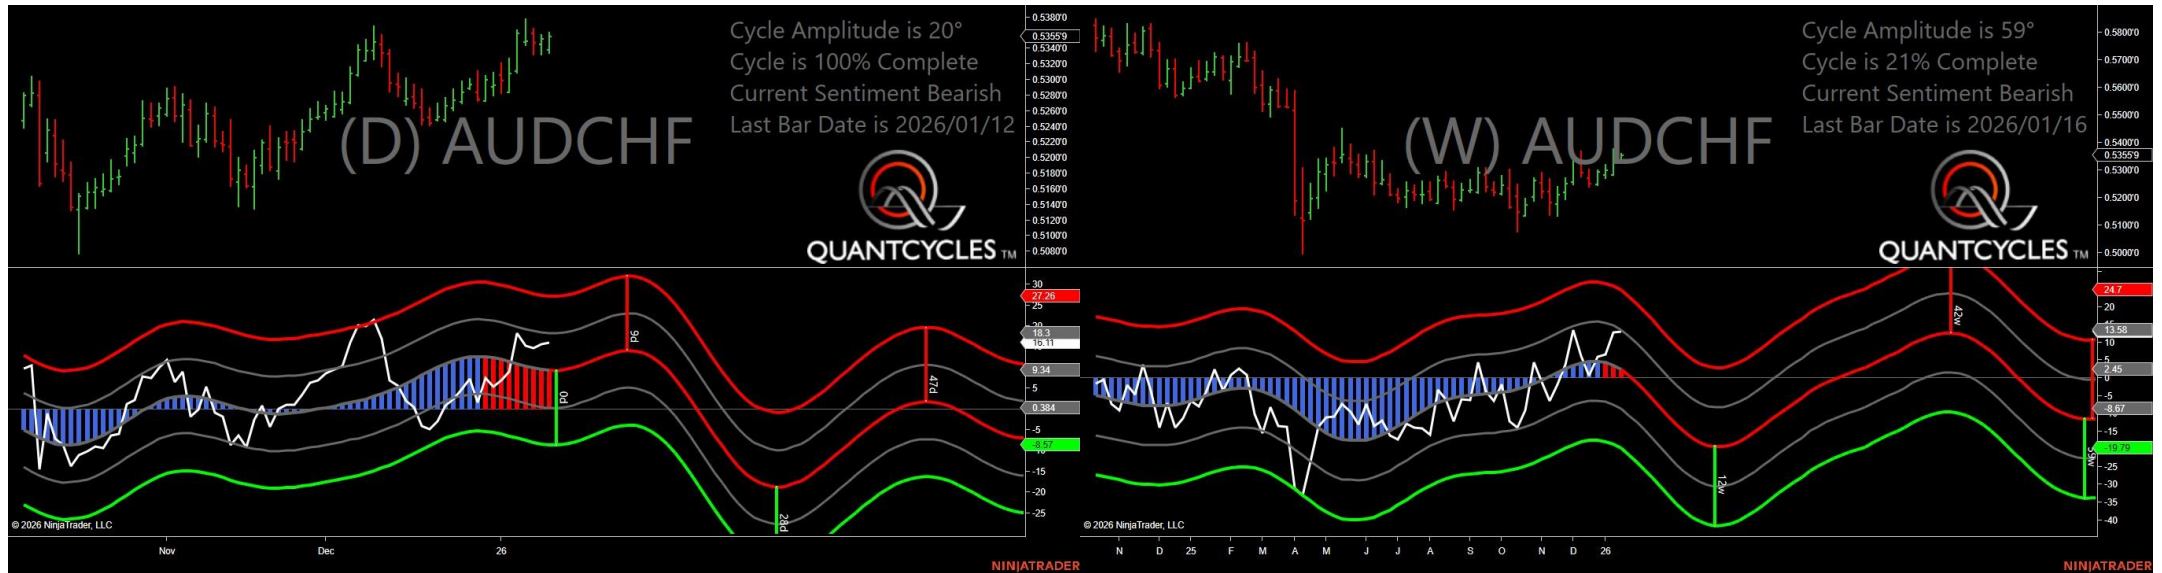 Cycle Amplitude is 20°
Cycle is 100% Complete
Current Sentiment Bearish
Last Bar Date is 2026/01/12
(D) AUDCHF
QUANTCYCLES TM
0.5380'0
0.5355'9
0.5340'0
0.5320'0
0.5300'0
0.5280'0
0.5260'0
0.5240'0
0.5220'0
0.5200'0
0.5180'0
0.5160'0
0.5140'0
0.5120'0
0.5100'0
0.5080'0
30
27.26
25
18.3
16.11
9.34
5
0.384
-5
-8.57
-15
-20
-25
9d
0d
47d
28d
© 2026 NinjaTrader, LLC
Nov
Dec
26
NINJATRADER
Cycle Amplitude is 59°
Cycle is 21% Complete
Current Sentiment Bearish
Last Bar Date is 2026/01/16
(W) AUDCHF
QUANTCYCLES TM
0.5800'0
0.5700'0
0.5600'0
0.5500'0
0.5400'0
0.5355'9
0.5300'0
0.5200'0
0.5100'0
0.5000'0
24.7
20
13.58
10
5
2.45
0
-5
-8.67
-15
-19.79
-25
-30
-35
-40
42w
12w
59w
© 2026 NinjaTrader, LLC
N D 25 F M A M J J A S O N D 26
NINJATRADER